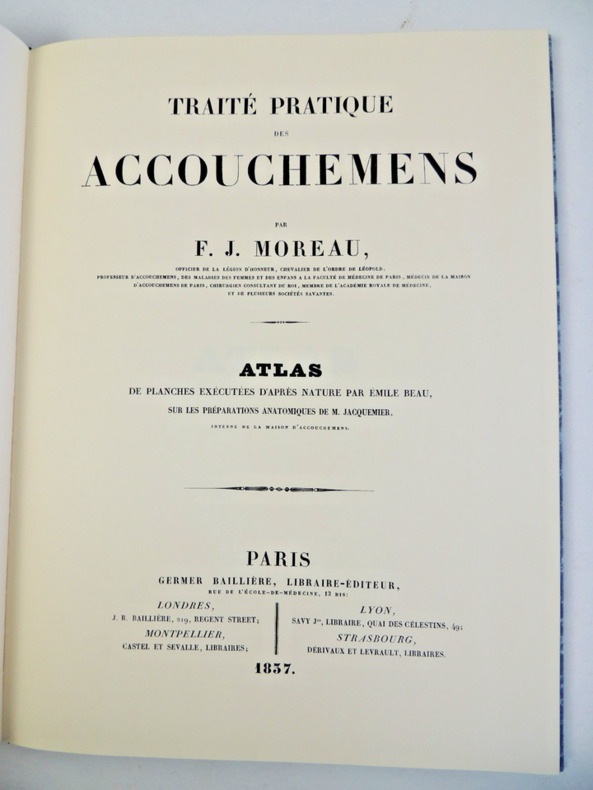 TRAITÉ PRATIQUE
DES
ACCOUCHEMENS
PAR
F. J. MOREAU,
OFFICIER DE LA LÉGION D'HONNEUR, CHEVALIER DE L'ORDRE DE LÉOPOLD,
PROFESSEUR D'ACCOUCHEMENS, DES MALADIES DES FEMMES ET DES ENFANS A LA FACULTÉ DE MÉDECINE DE PARIS, MÉDECIN DE LA MAISON
D'ACCOUCHEMENS DE PARIS, CHIRURGIEN CONSULTANT DU ROI, MEMBRE DE L'ACADÉMIE ROYALE DE MÉDECINE,
ET DE PLUSIEURS SOCIÉTÉS SAVANTES.
ATLAS
DE PLANCHES EXÉCUTÉES D'APRÈS NATURE PAR ÉMILE BEAU,
SUR LES PRÉPARATIONS ANATOMIQUES DE M. JACQUEMIER,
INTERNE DE LA MAISON D'ACCOUCHEMENS.
PARIS
GERMER BAILLIÈRE, LIBRAIRE-ÉDITEUR,
RUE DE L'ÉCOLE-DE-MÉDECINE, 13 BIS:
LONDRES,
J. B. BAILLIÈRE, 219, REGENT STREET;
MONTPELLIER,
CASTEL ET SEVALLE, LIBRAIRES;
LYON,
SAVY Jne, LIBRAIRE, QUAI DES CÉLESTINS, 49;
STRASBOURG,
DÉRIVAUX ET LEVRAULT, LIBRAIRES.
1837.